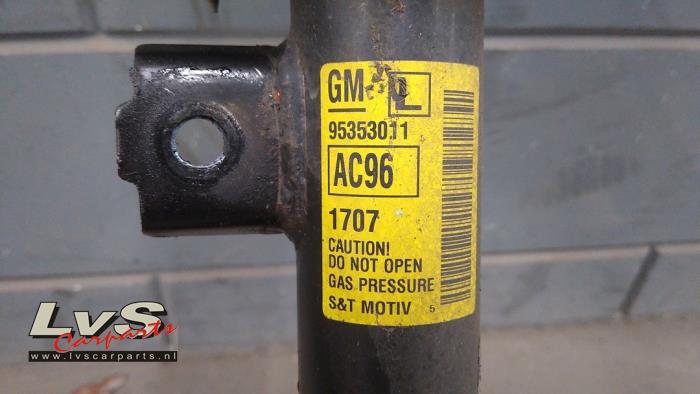 GM L
95353011
AC96
1707
CAUTION!
DO NOT OPEN
GAS PRESSURE
S&T MOTIV 5
LvS
Carparts
www.lvscarparts.nl